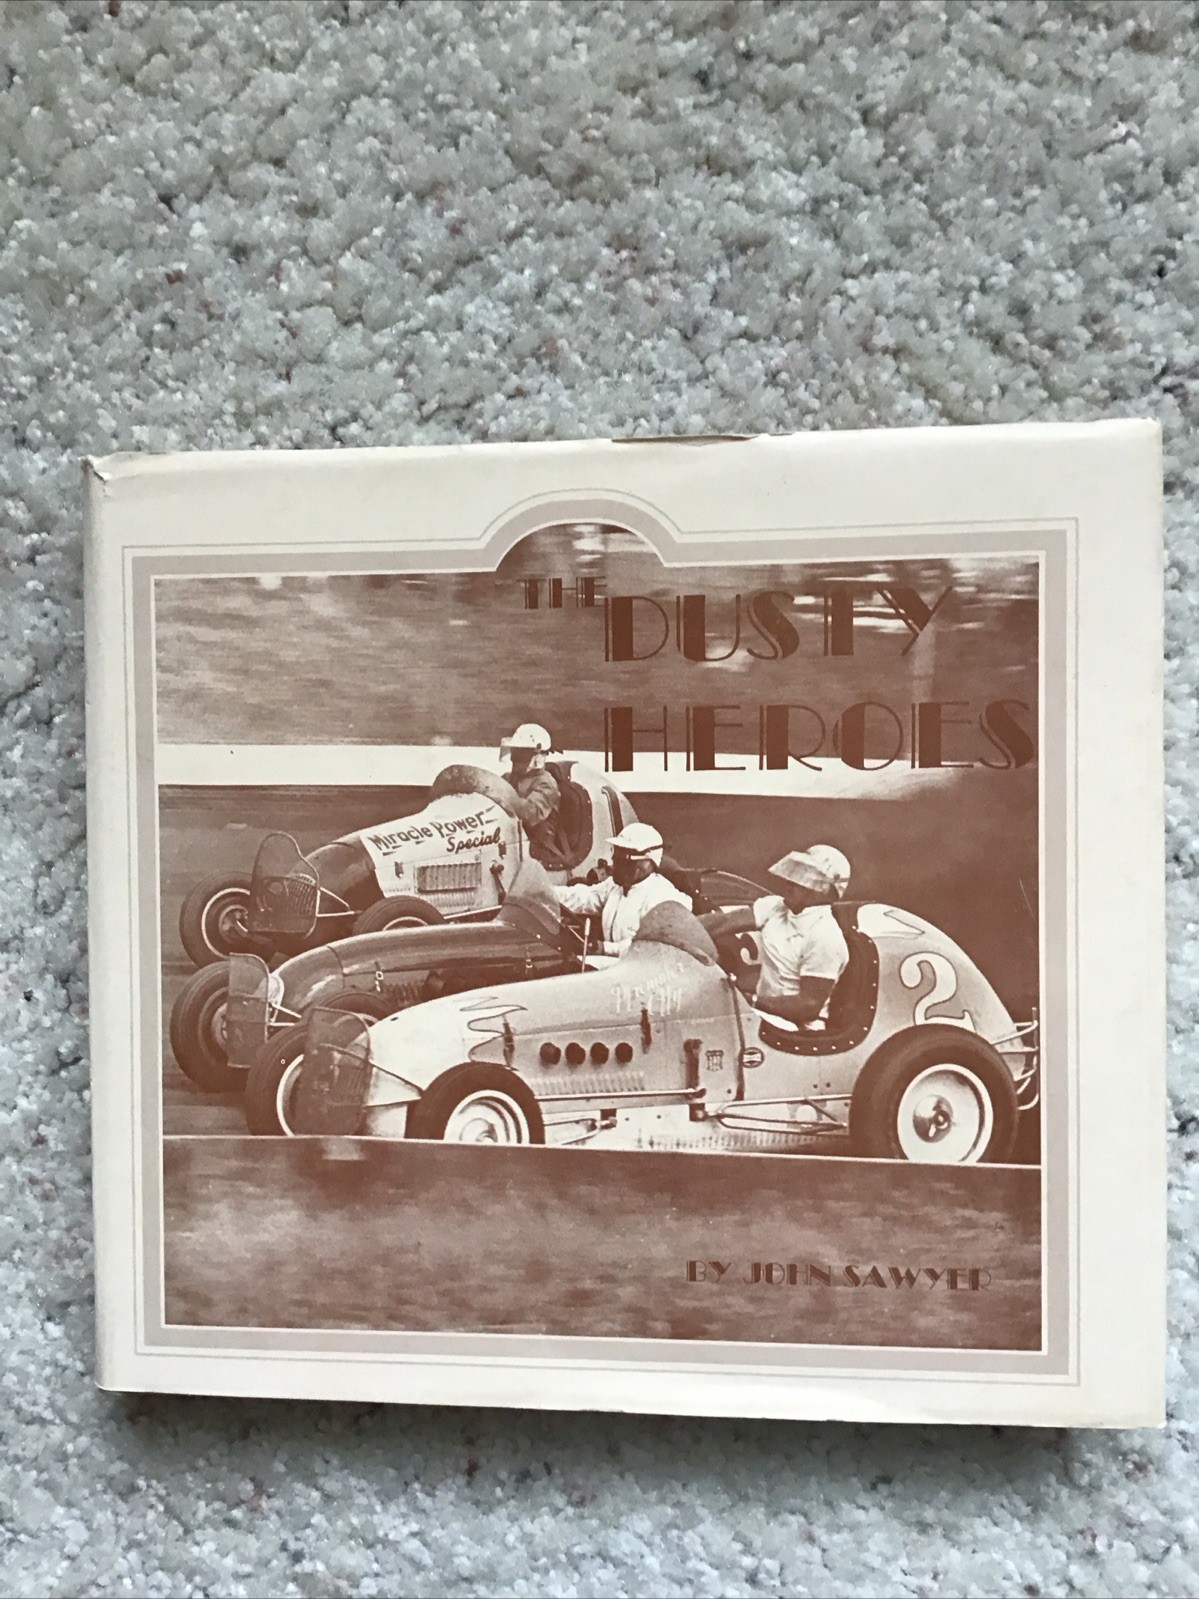 THE
DUSTY
HEROES
Miracle Power
Special
2
BY JOHN SAWYER